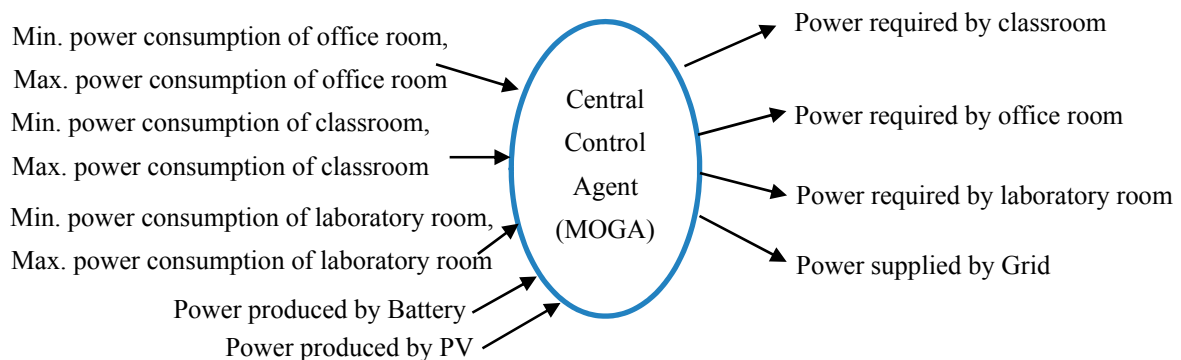 Min. power consumption of office room,
Max. power consumption of office room
Min. power consumption of classroom,
Max. power consumption of classroom
Min. power consumption of laboratory room,
Max. power consumption of laboratory room
Power produced by Battery
Power produced by PV
Central
Control
Agent
(MOGA)
Power required by classroom
Power required by office room
Power required by laboratory room
Power supplied by Grid